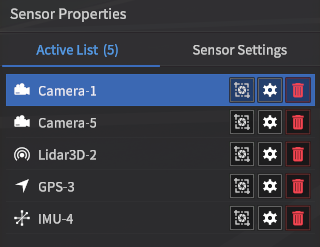 Sensor Properties
Active List (5) Sensor Settings
Camera-1
Camera-5
Lidar3D-2
GPS-3
IMU-4